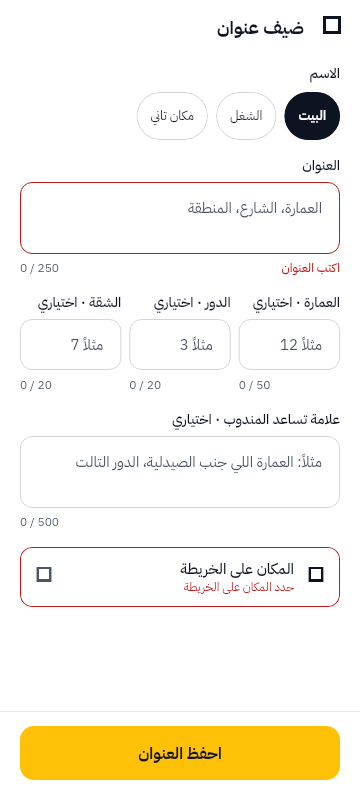 ضيف عنوان
الاسم
البيت
الشغل
مكان تاني
العنوان
العمارة، الشارع، المنطقة
اكتب العنوان
0 / 250
العمارة · اختياري
الدور · اختياري
الشقة · اختياري
مثلاً 12
مثلاً 3
مثلاً 7
0 / 50
0 / 20
0 / 20
علامة تساعد المندوب · اختياري
مثلاً: العمارة اللي جنب الصيدلية، الدور التالت
0 / 500
المكان على الخريطة
حدد المكان على الخريطة
احفظ العنوان